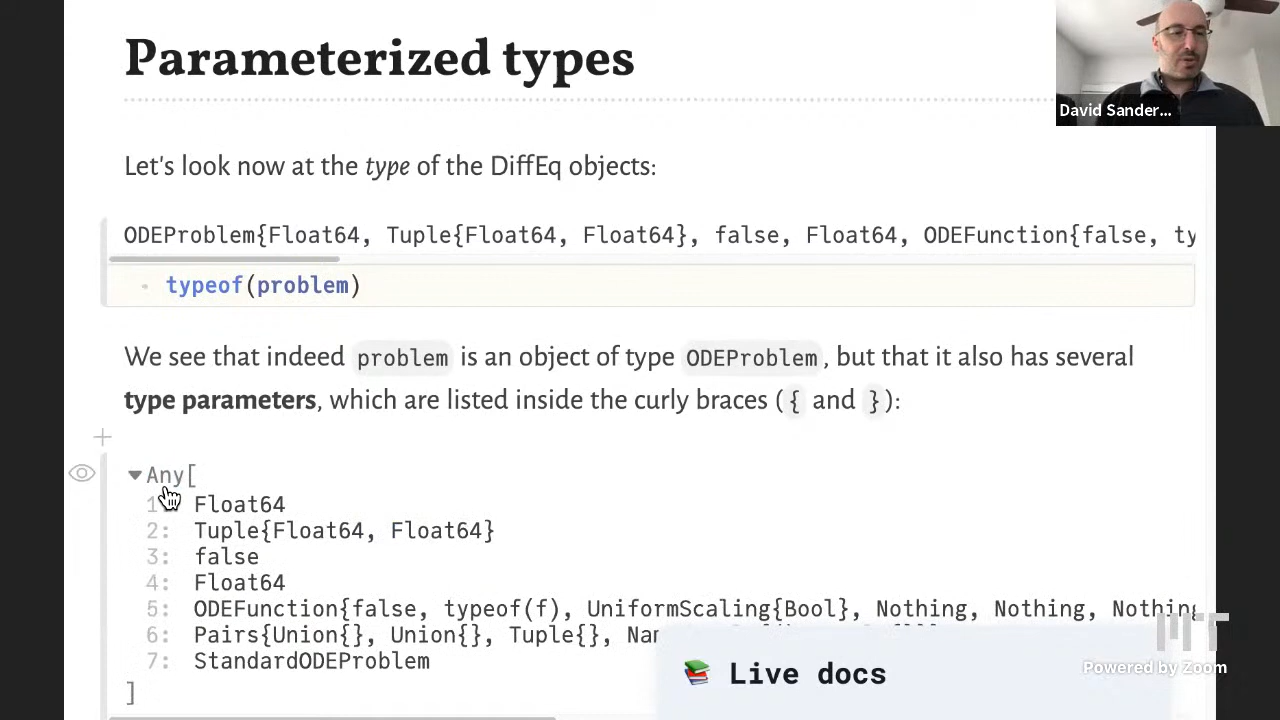 Parameterized types
David Sander...
Let's look now at the type of the DiffEq objects:
ODEProblem{Float64, Tuple{Float64, Float64}, false, Float64, ODEFunction{false, ty
typeof(problem)
We see that indeed problem is an object of type ODEProblem, but that it also has several
type parameters, which are listed inside the curly braces ( { and } ):
Any[
1: Float64
2: Tuple{Float64, Float64}
3: false
4: Float64
5: ODEFunction{false, typeof(f), UniformScaling{Bool}, Nothing, Nothing, Nothing
6: Pairs{Union{}, Union{}, Tuple{},
7: StandardODEProblem
]
MIT
Powered by Zoom
Live docs